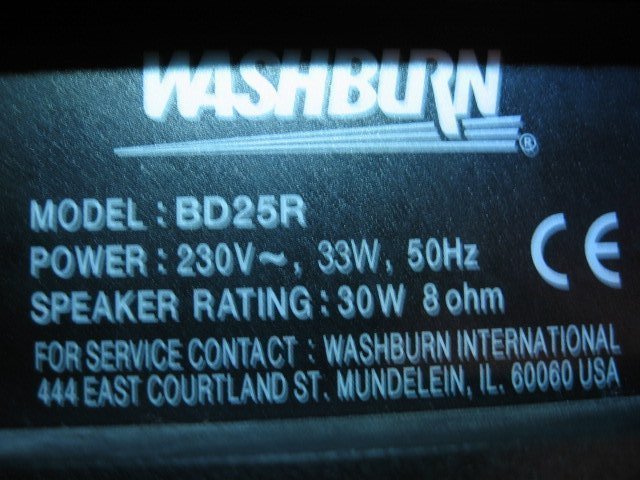 WASHBURN
®
MODEL : BD25R
POWER : 230V~, 33W, 50Hz
CE
SPEAKER RATING : 30W 8 ohm
FOR SERVICE CONTACT : WASHBURN INTERNATIONAL
444 EAST COURTLAND ST. MUNDELEIN, IL. 60060 USA